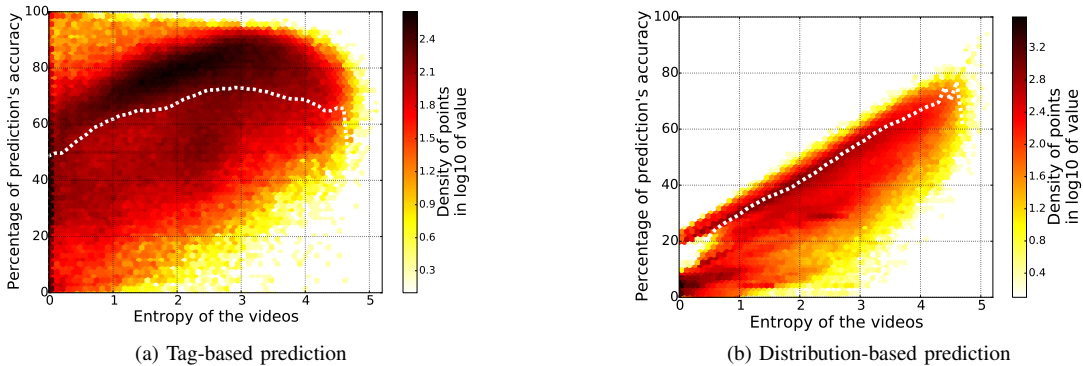 Percentage of prediction's accuracy
100
80
60
40
20
0
0 1 2 3 4 5
Entropy of the videos
2.4
2.1
1.8
1.5
1.2
0.9
0.6
0.3
Density of points
in log10 of value
(a) Tag-based prediction
Percentage of prediction's accuracy
100
80
60
40
20
0
0 1 2 3 4 5
Entropy of the videos
3.2
2.8
2.4
2.0
1.6
1.2
0.8
0.4
Density of points
in log10 of value
(b) Distribution-based prediction